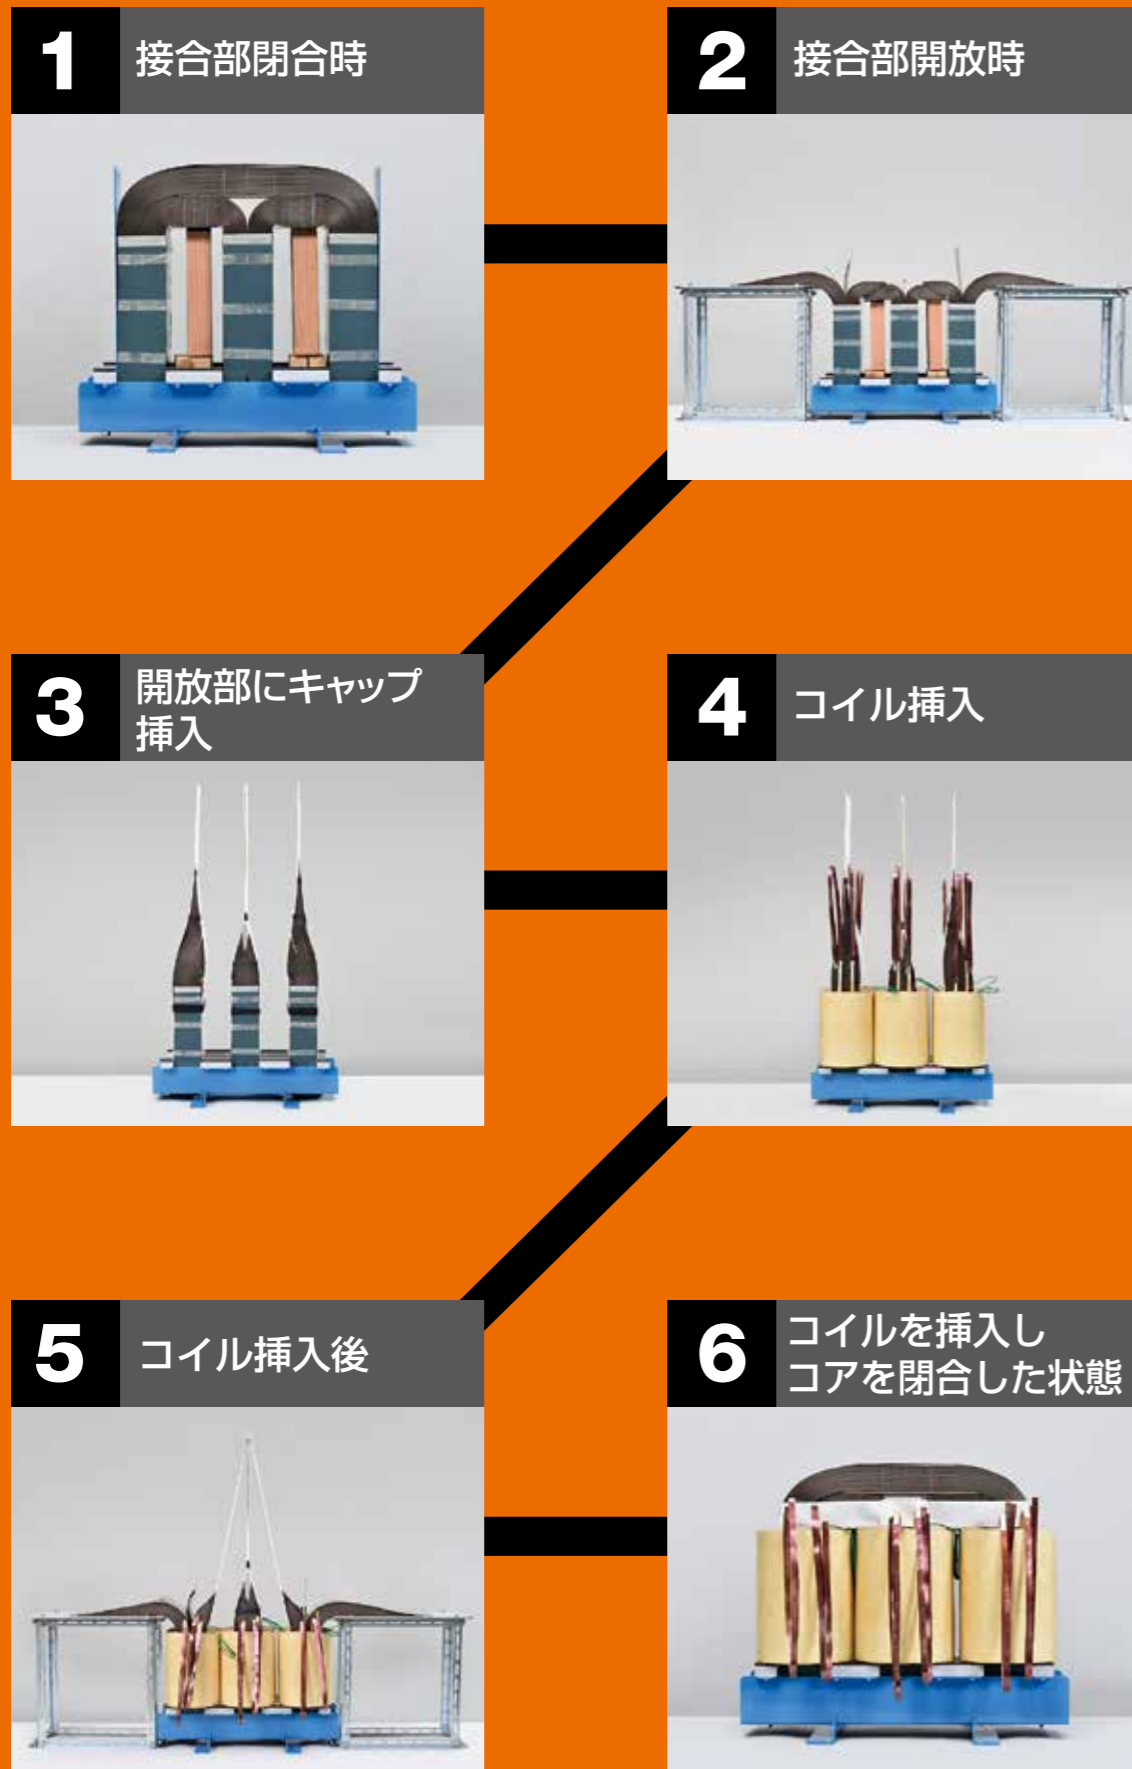 1
接合部閉合時
2
接合部開放時
3
開放部にキャップ
挿入
4
コイル挿入
5
コイル挿入後
6
コイルを挿入し
コアを閉合した状態